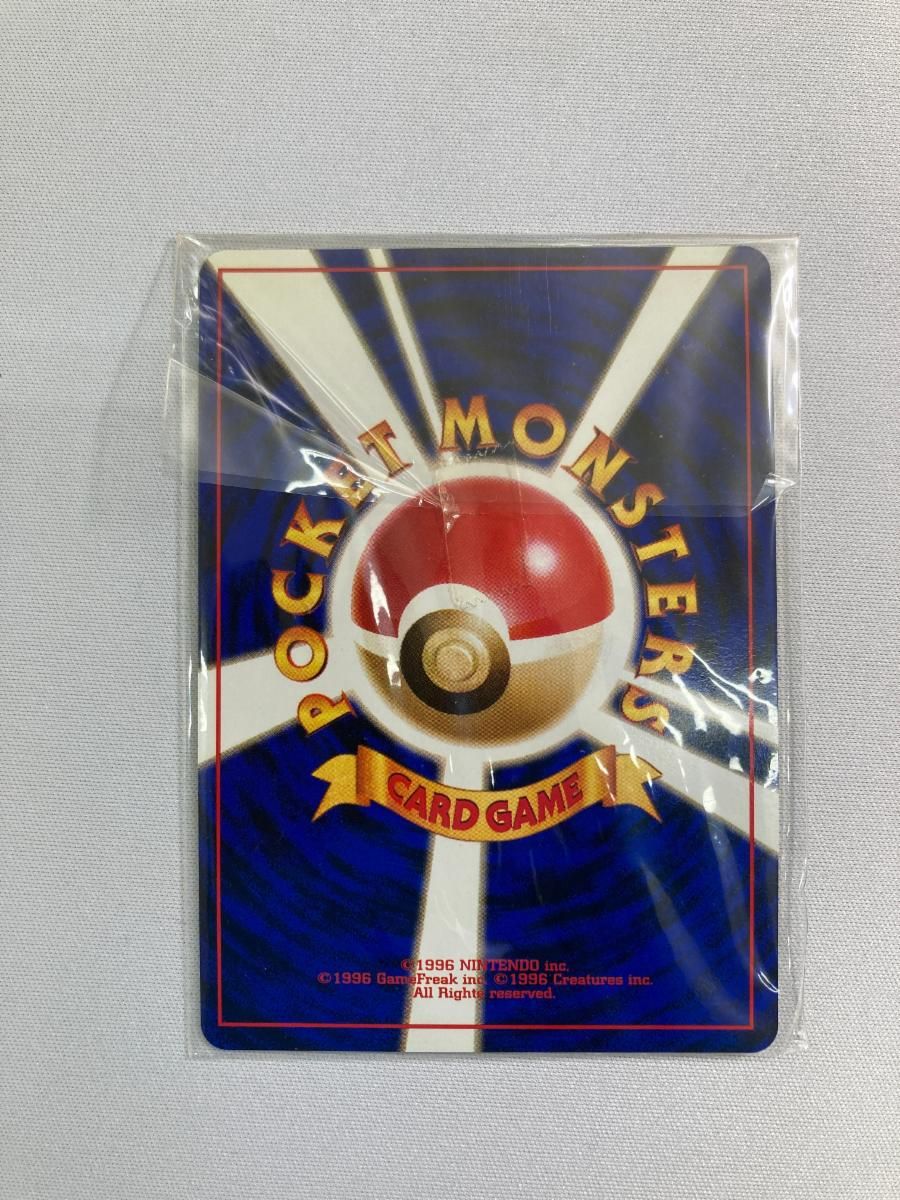 POCKET MONSTERS
CARD GAME
©1996 NINTENDO inc.
©1996 GameFreak inc. ©1996 Creatures inc.
All Rights reserved.